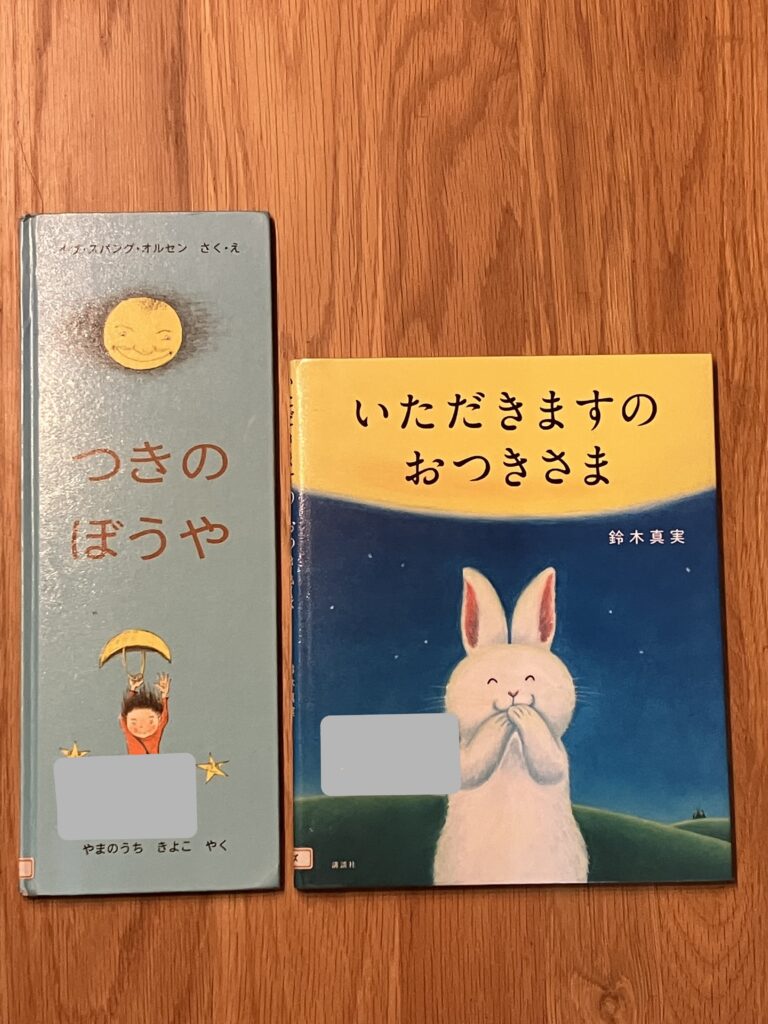 スパング・オルセン さく・え
つきの
ぼうや
やまのうち きよこ やく
いただきますの
おつきさま
鈴木真実
講談社